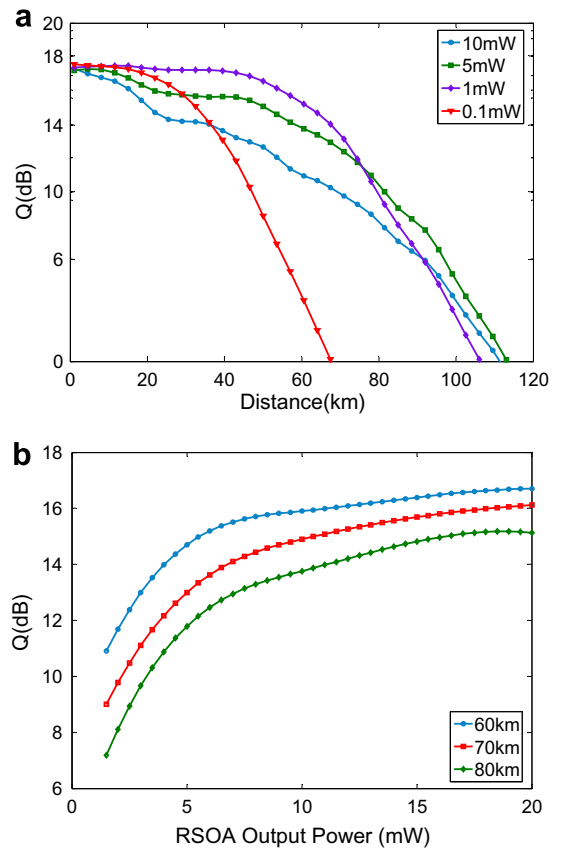 a
20
18
14
10
6
0
Q(dB)
10mW
5mW
1mW
0.1mW
0 20 40 60 80 100 120
Distance(km)
b
18
16
14
12
10
8
6
Q(dB)
60km
70km
80km
0 5 10 15 20
RSOA Output Power (mW)